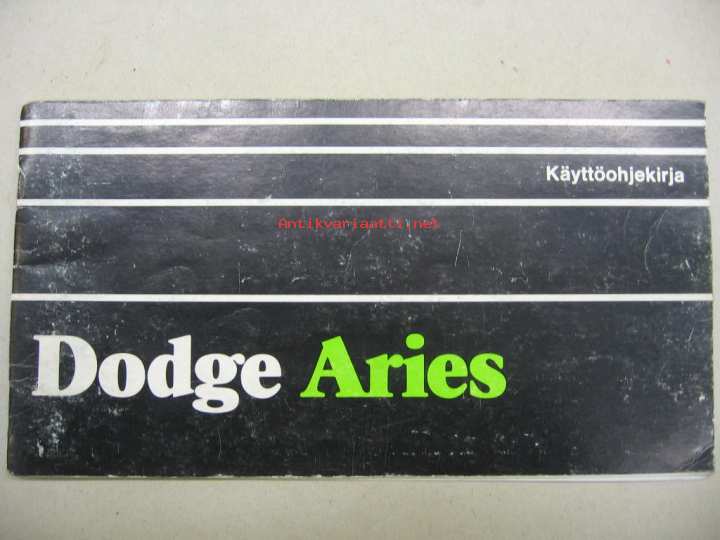 Käyttöohjekirja
Antikvariaatti.net
Dodge Aries